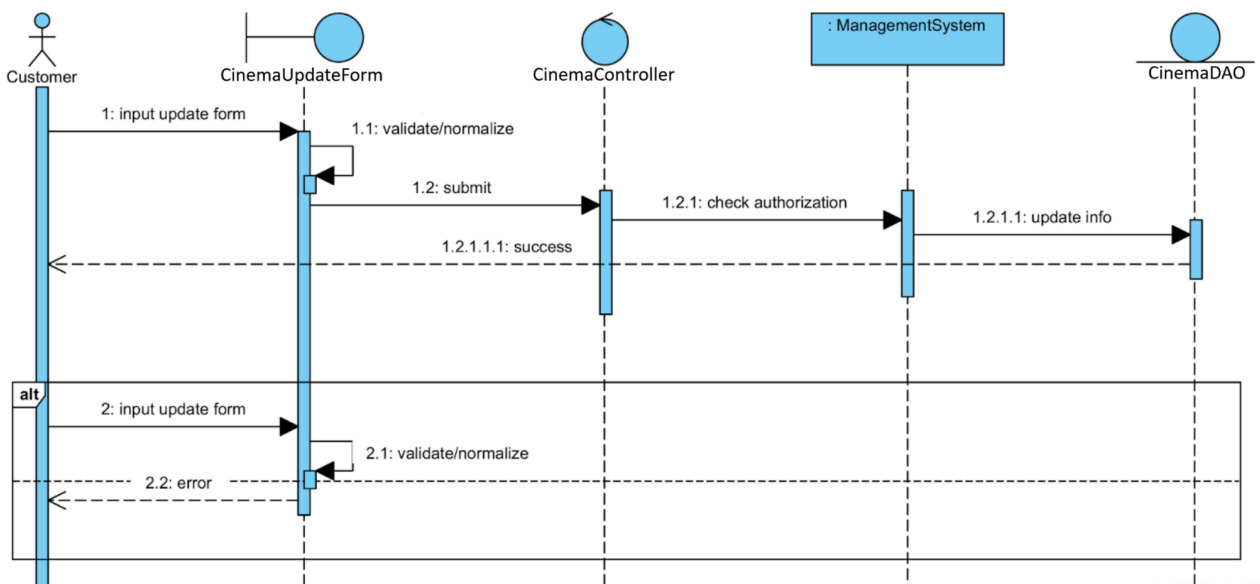 : ManagementSystem
Customer
CinemaUpdateForm
CinemaController
CinemaDAO
1: input update form
1.1: validate/normalize
1.2: submit
1.2.1: check authorization
1.2.1.1: update info
1.2.1.1.1: success
alt
2: input update form
2.1: validate/normalize
2.2: error